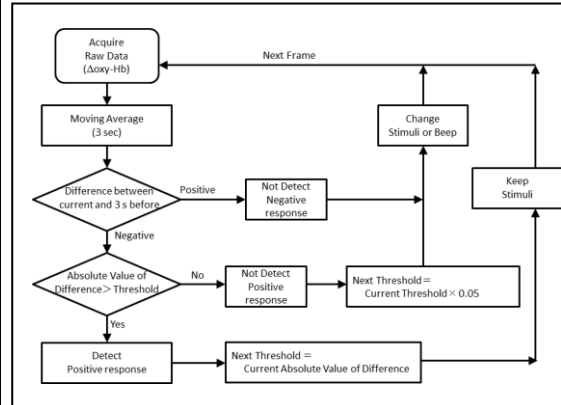 Acquire
Raw Data
(Δoxy-Hb)
Next Frame
Moving Average
(3 sec)
Change
Stimuli or Beep
Keep
Stimuli
Difference between
current and 3 s before
Positive
Not Detect
Negative
response
Negative
Absolute Value of
Difference＞Threshold
No
Not Detect
Positive
response
Next Threshold＝
Current Threshold × 0.05
Yes
Detect
Positive response
Next Threshold＝
Current Absolute Value of Difference